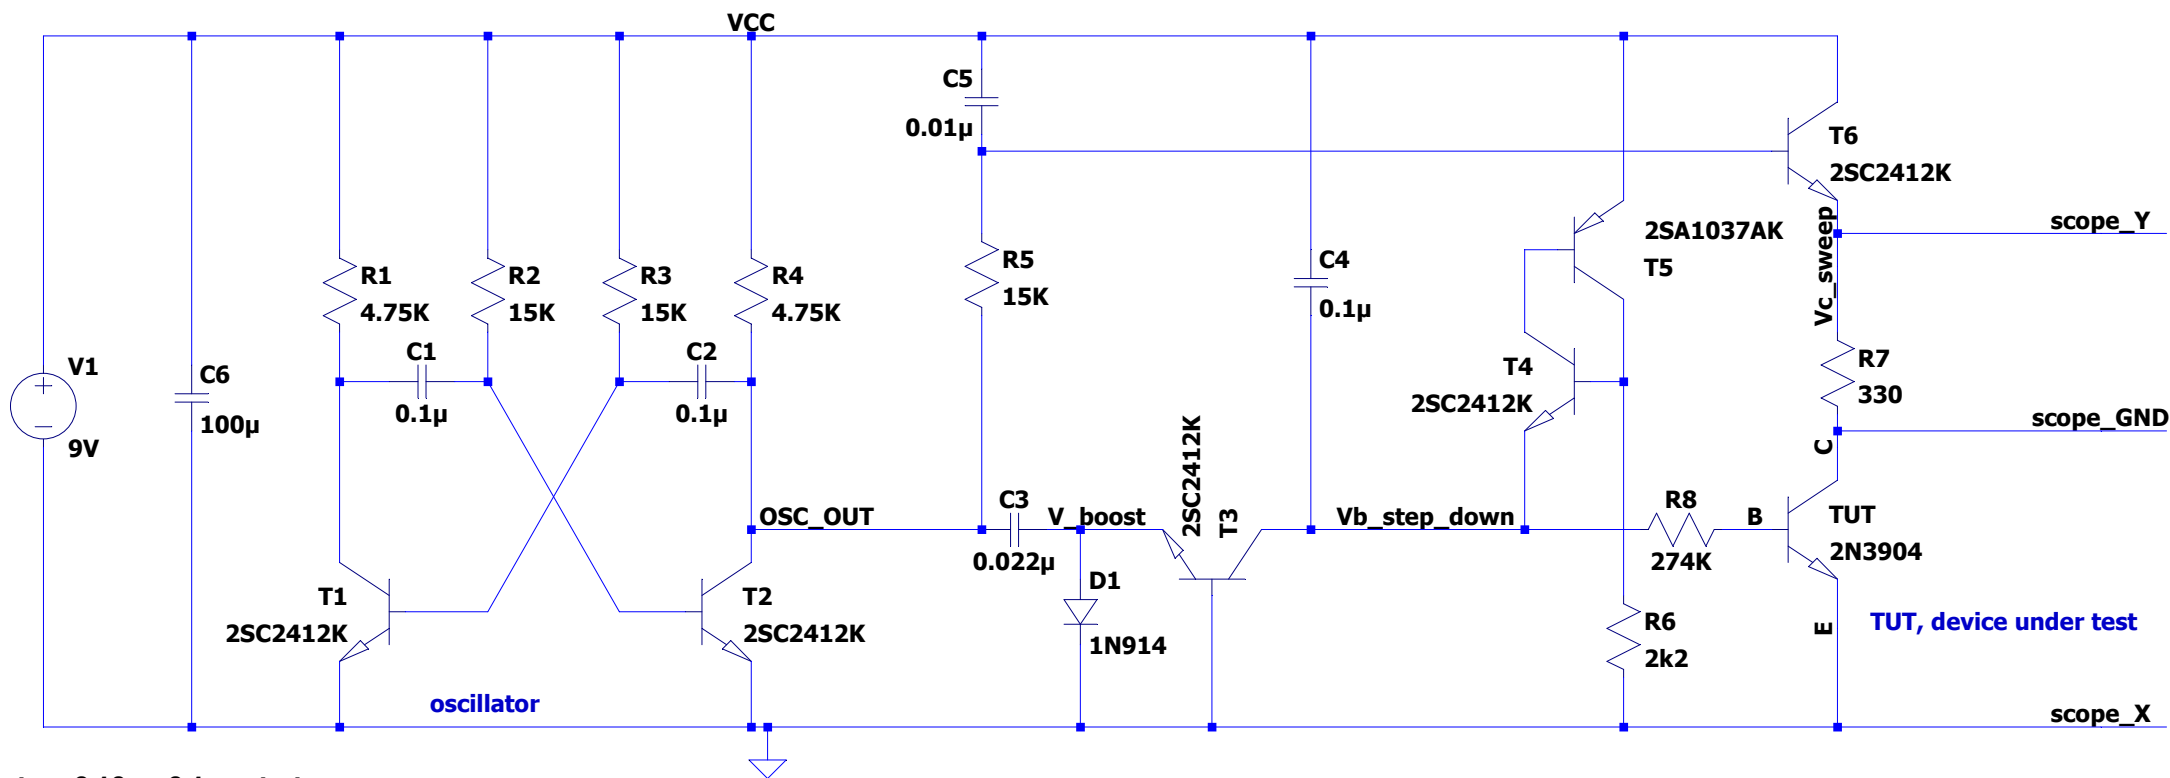 VCC
C5
0.01µ
T6
2SC2412K
scope_Y
Vc_sweep
2SA1037AK
T5
R1
4.75K
R2
15K
R3
15K
R4
4.75K
R5
15K
C4
0.1µ
V1
9V
C6
100µ
C1
0.1µ
C2
0.1µ
T4
2SC2412K
R7
330
scope_GND
C
OSC_OUT
C3
0.022µ
V_boost
2SC2412K
T3
Vb_step_down
R8
274K
B
TUT
2N3904
T1
2SC2412K
T2
2SC2412K
D1
1N914
R6
2k2
E
TUT, device under test
oscillator
scope_X